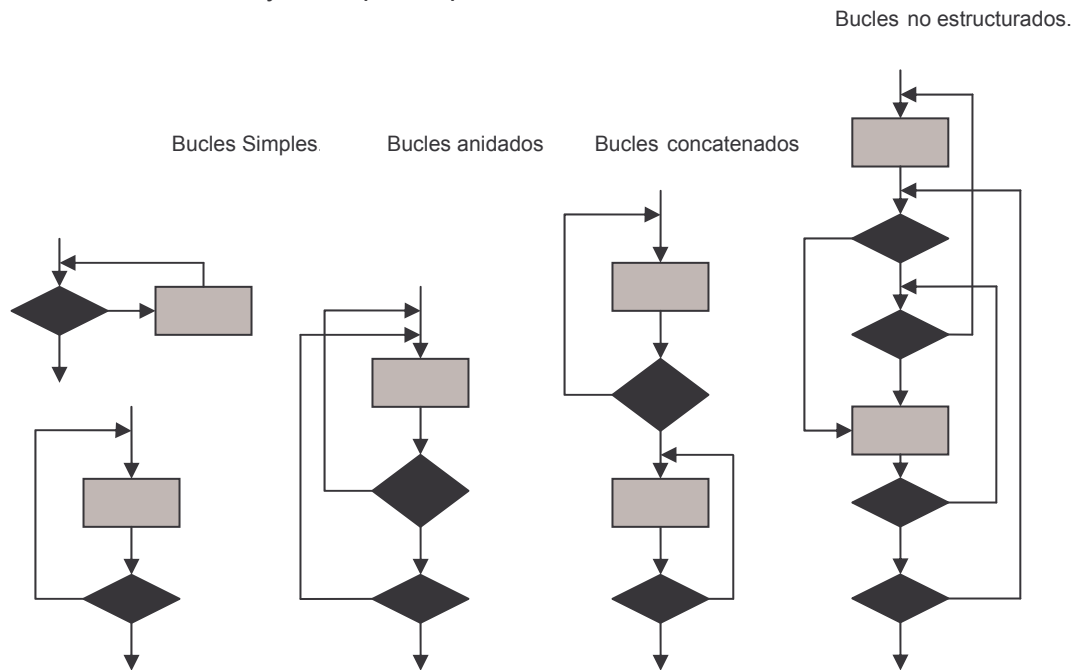 Bucles no estructurados.
Bucles Simples.
Bucles anidados
Bucles concatenados